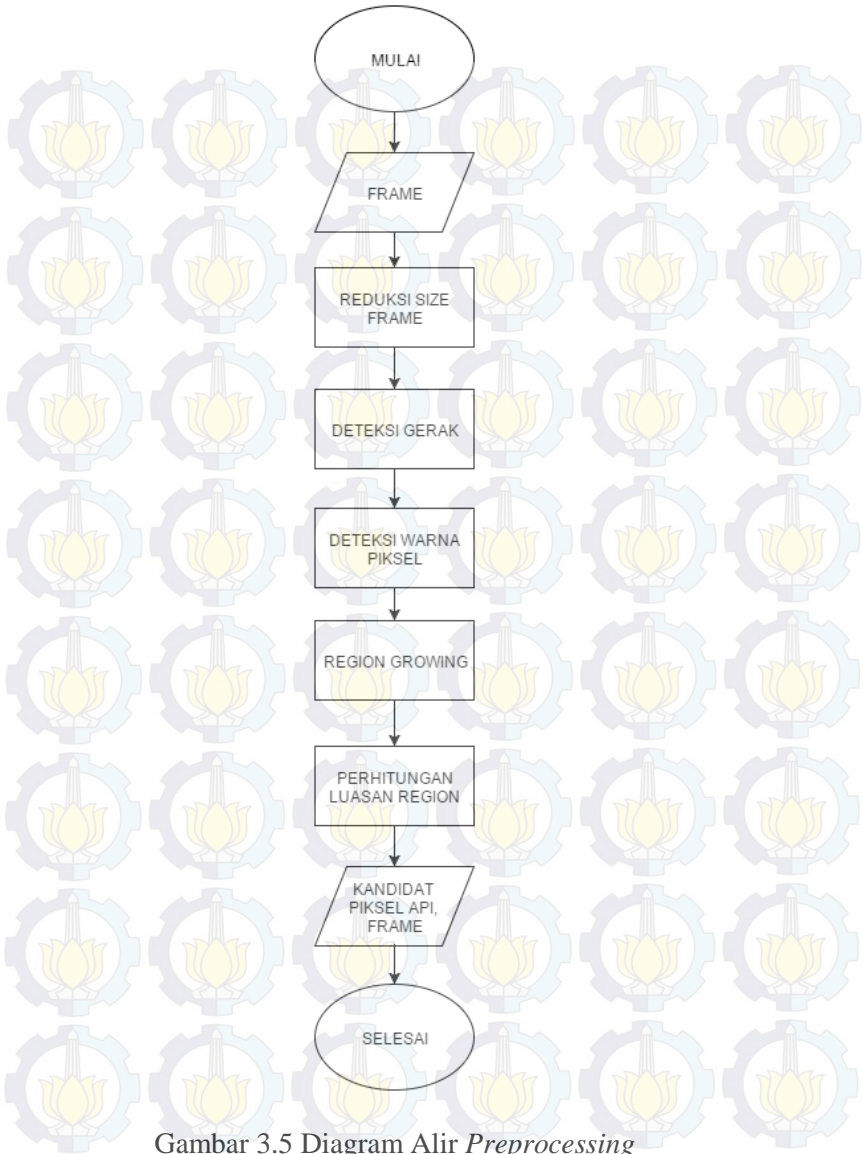 MULAI
FRAME
REDUKSI SIZE
FRAME
DETEKSI GERAK
DETEKSI WARNA
PIKSEL
REGION GROWING
PERHITUNGAN
LUASAN REGION
KANDIDAT
PIKSEL API,
FRAME
SELESAI
Gambar 3.5 Diagram Alir Preprocessing